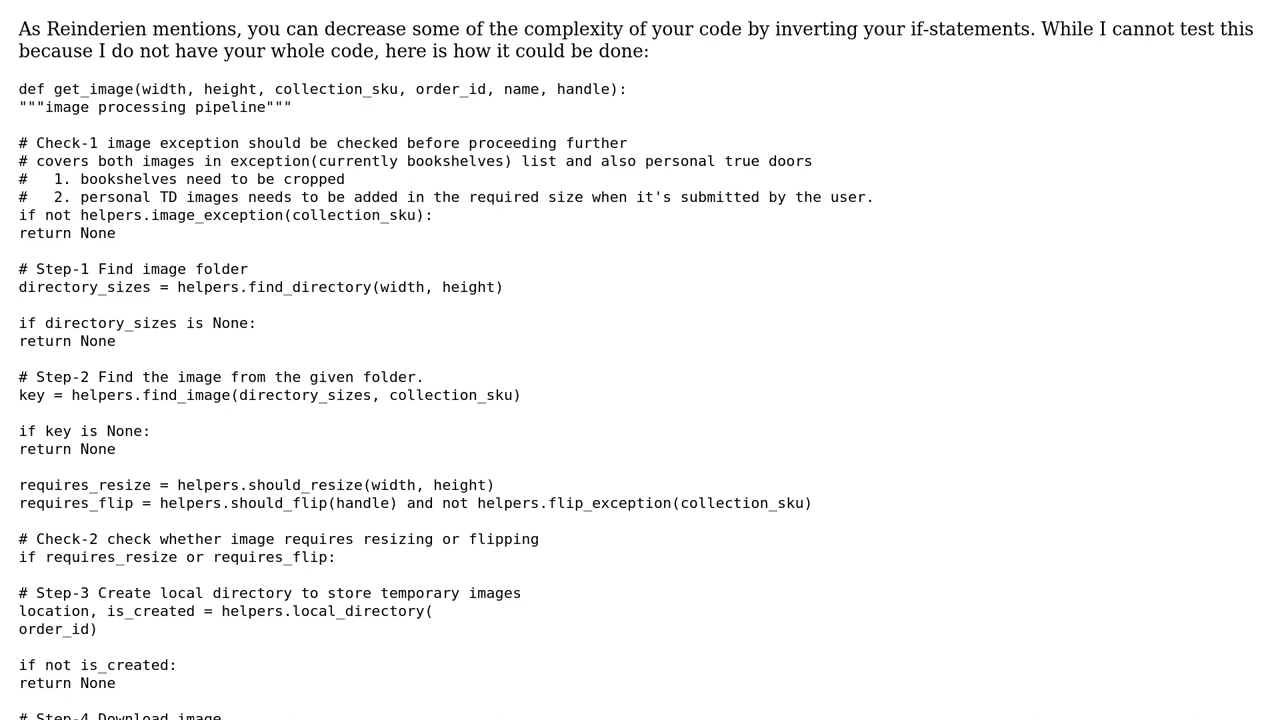 As Reinderien mentions, you can decrease some of the complexity of your code by inverting your if-statements. While I cannot test this
because I do not have your whole code, here is how it could be done:
def get_image(width, height, collection_sku, order_id, name, handle):
"""image processing pipeline"""
# Check-1 image exception should be checked before proceeding further
# covers both images in exception(currently bookshelves) list and also personal true doors
#   1. bookshelves need to be cropped
#   2. personal TD images needs to be added in the required size when it's submitted by the user.
if not helpers.image_exception(collection_sku):
return None
# Step-1 Find image folder
directory_sizes = helpers.find_directory(width, height)
if directory_sizes is None:
return None
# Step-2 Find the image from the given folder.
key = helpers.find_image(directory_sizes, collection_sku)
if key is None:
return None
requires_resize = helpers.should_resize(width, height)
requires_flip = helpers.should_flip(handle) and not helpers.flip_exception(collection_sku)
# Check-2 check whether image requires resizing or flipping
if requires_resize or requires_flip:
# Step-3 Create local directory to store temporary images
location, is_created = helpers.local_directory(
order_id)
if not is_created:
return None
# Step-4 Download image